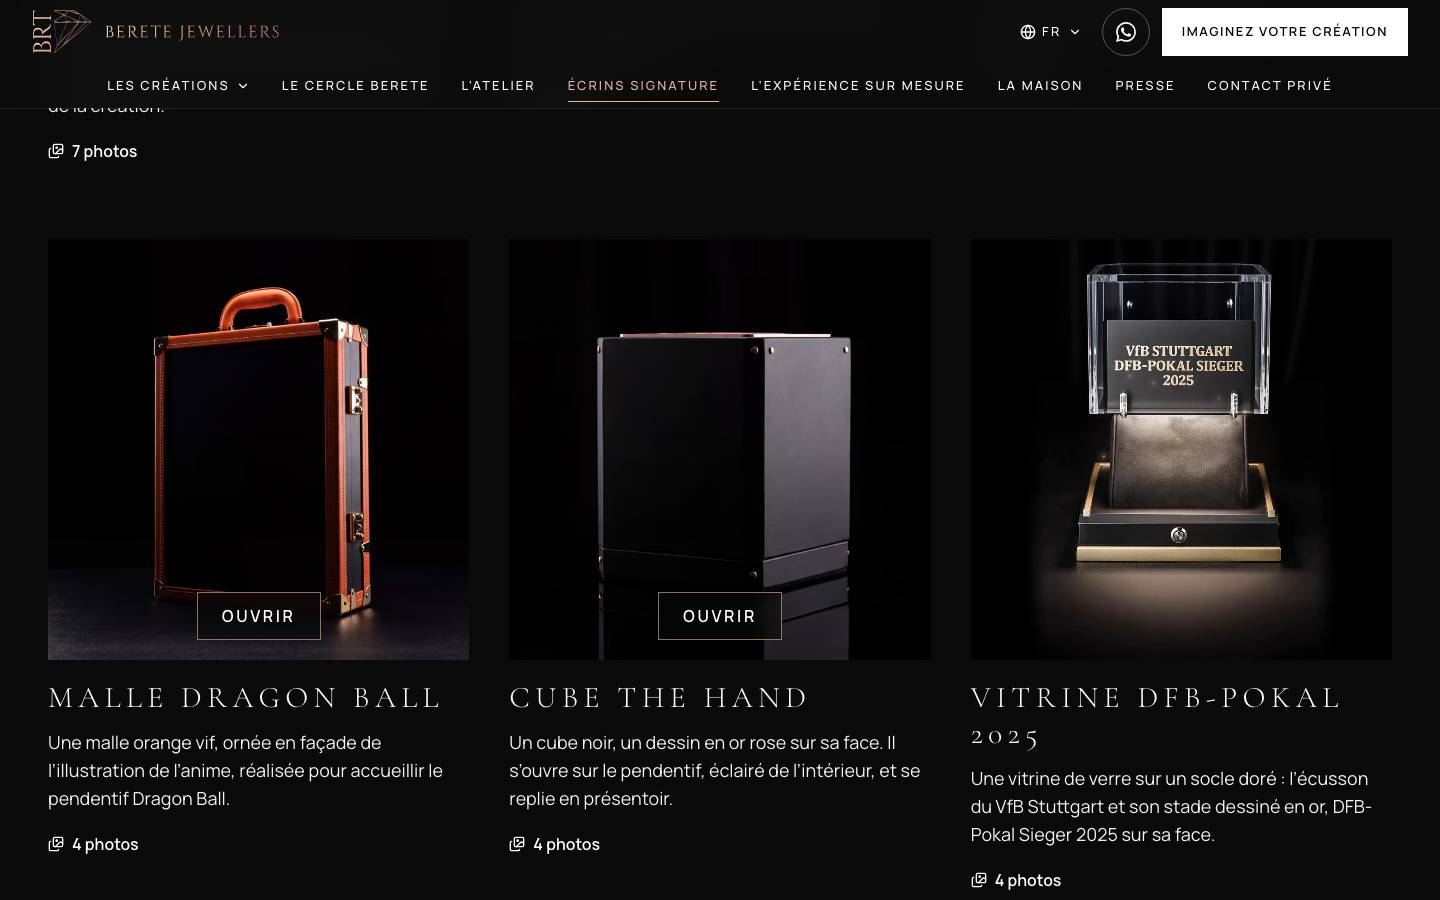 BRT
BERETE JEWELLERS
FR
IMAGINEZ VOTRE CRÉATION
LES CRÉATIONS
LE CERCLE BERETE
L'ATELIER
ÉCRINS SIGNATURE
L'EXPÉRIENCE SUR MESURE
LA MAISON
PRESSE
CONTACT PRIVÉ
de la création.
7 photos
OUVRIR
MALLE DRAGON BALL
Une malle orange vif, ornée en façade de
l'illustration de l'anime, réalisée pour accueillir le
pendentif Dragon Ball.
4 photos
OUVRIR
CUBE THE HAND
Un cube noir, un dessin en or rose sur sa face. Il
s'ouvre sur le pendentif, éclairé de l'intérieur, et se
replie en présentoir.
4 photos
VfB STUTTGART
DFB-POKAL SIEGER
2025
VITRINE DFB-POKAL
2025
Une vitrine de verre sur un socle doré : l'écusson
du VfB Stuttgart et son stade dessiné en or, DFB-
Pokal Sieger 2025 sur sa face.
4 photos